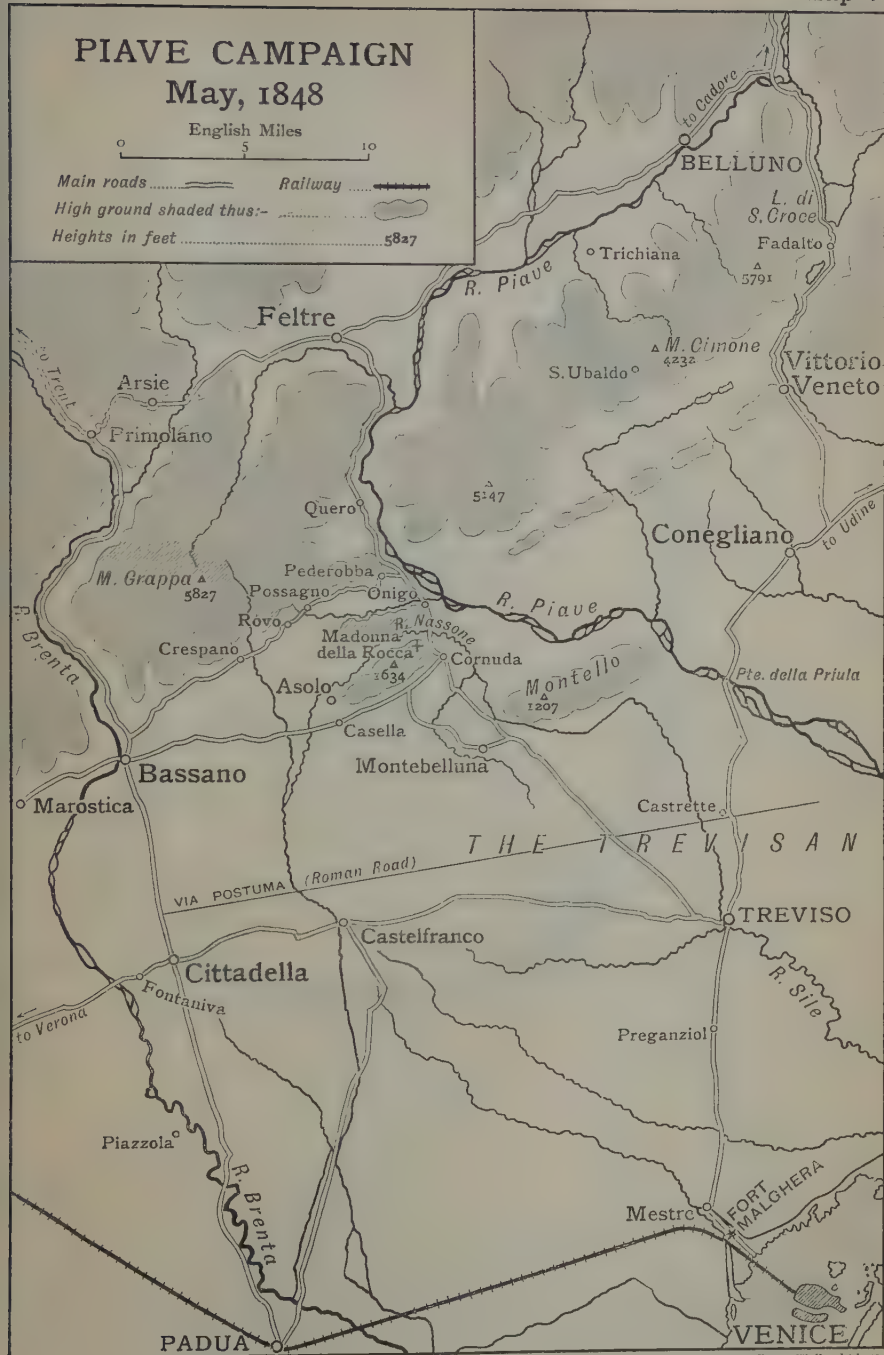 PIAVE CAMPAIGN
May, 1848
English Miles
0 5 10
Main roads Railway
High ground shaded thus:-
Heights in feet 5827
to Cadore
BELLUNO
L. di
S. Croce
Fadalto
Trichiana
5791
R. Piave
Feltre
M. Cimone
4232
S. Ubaldo
Vittorio
Veneto
to Trent
Arsie
Primolano
5147
Quero
Conegliano
to Udine
M. Grappa
5827
Pederobba
Possagno
Onigo
R. Piave
Rovo
R. Nassone
Madonna
della Rocca
Crespano
Cornuda
1634
Asolo
Montello
1207
Pte. della Priula
R. Brenta
Casella
Bassano
Montebelluna
Marostica
Castrette
THE TREVISAN
VIA POSTUMA (Roman Road)
TREVISO
Castelfranco
Cittadella
Fontaniva
to Verona
R. Sile
Preganziol
Piazzola
R. Brenta
Mestre
FORT
MALGHERA
PADUA
VENICE